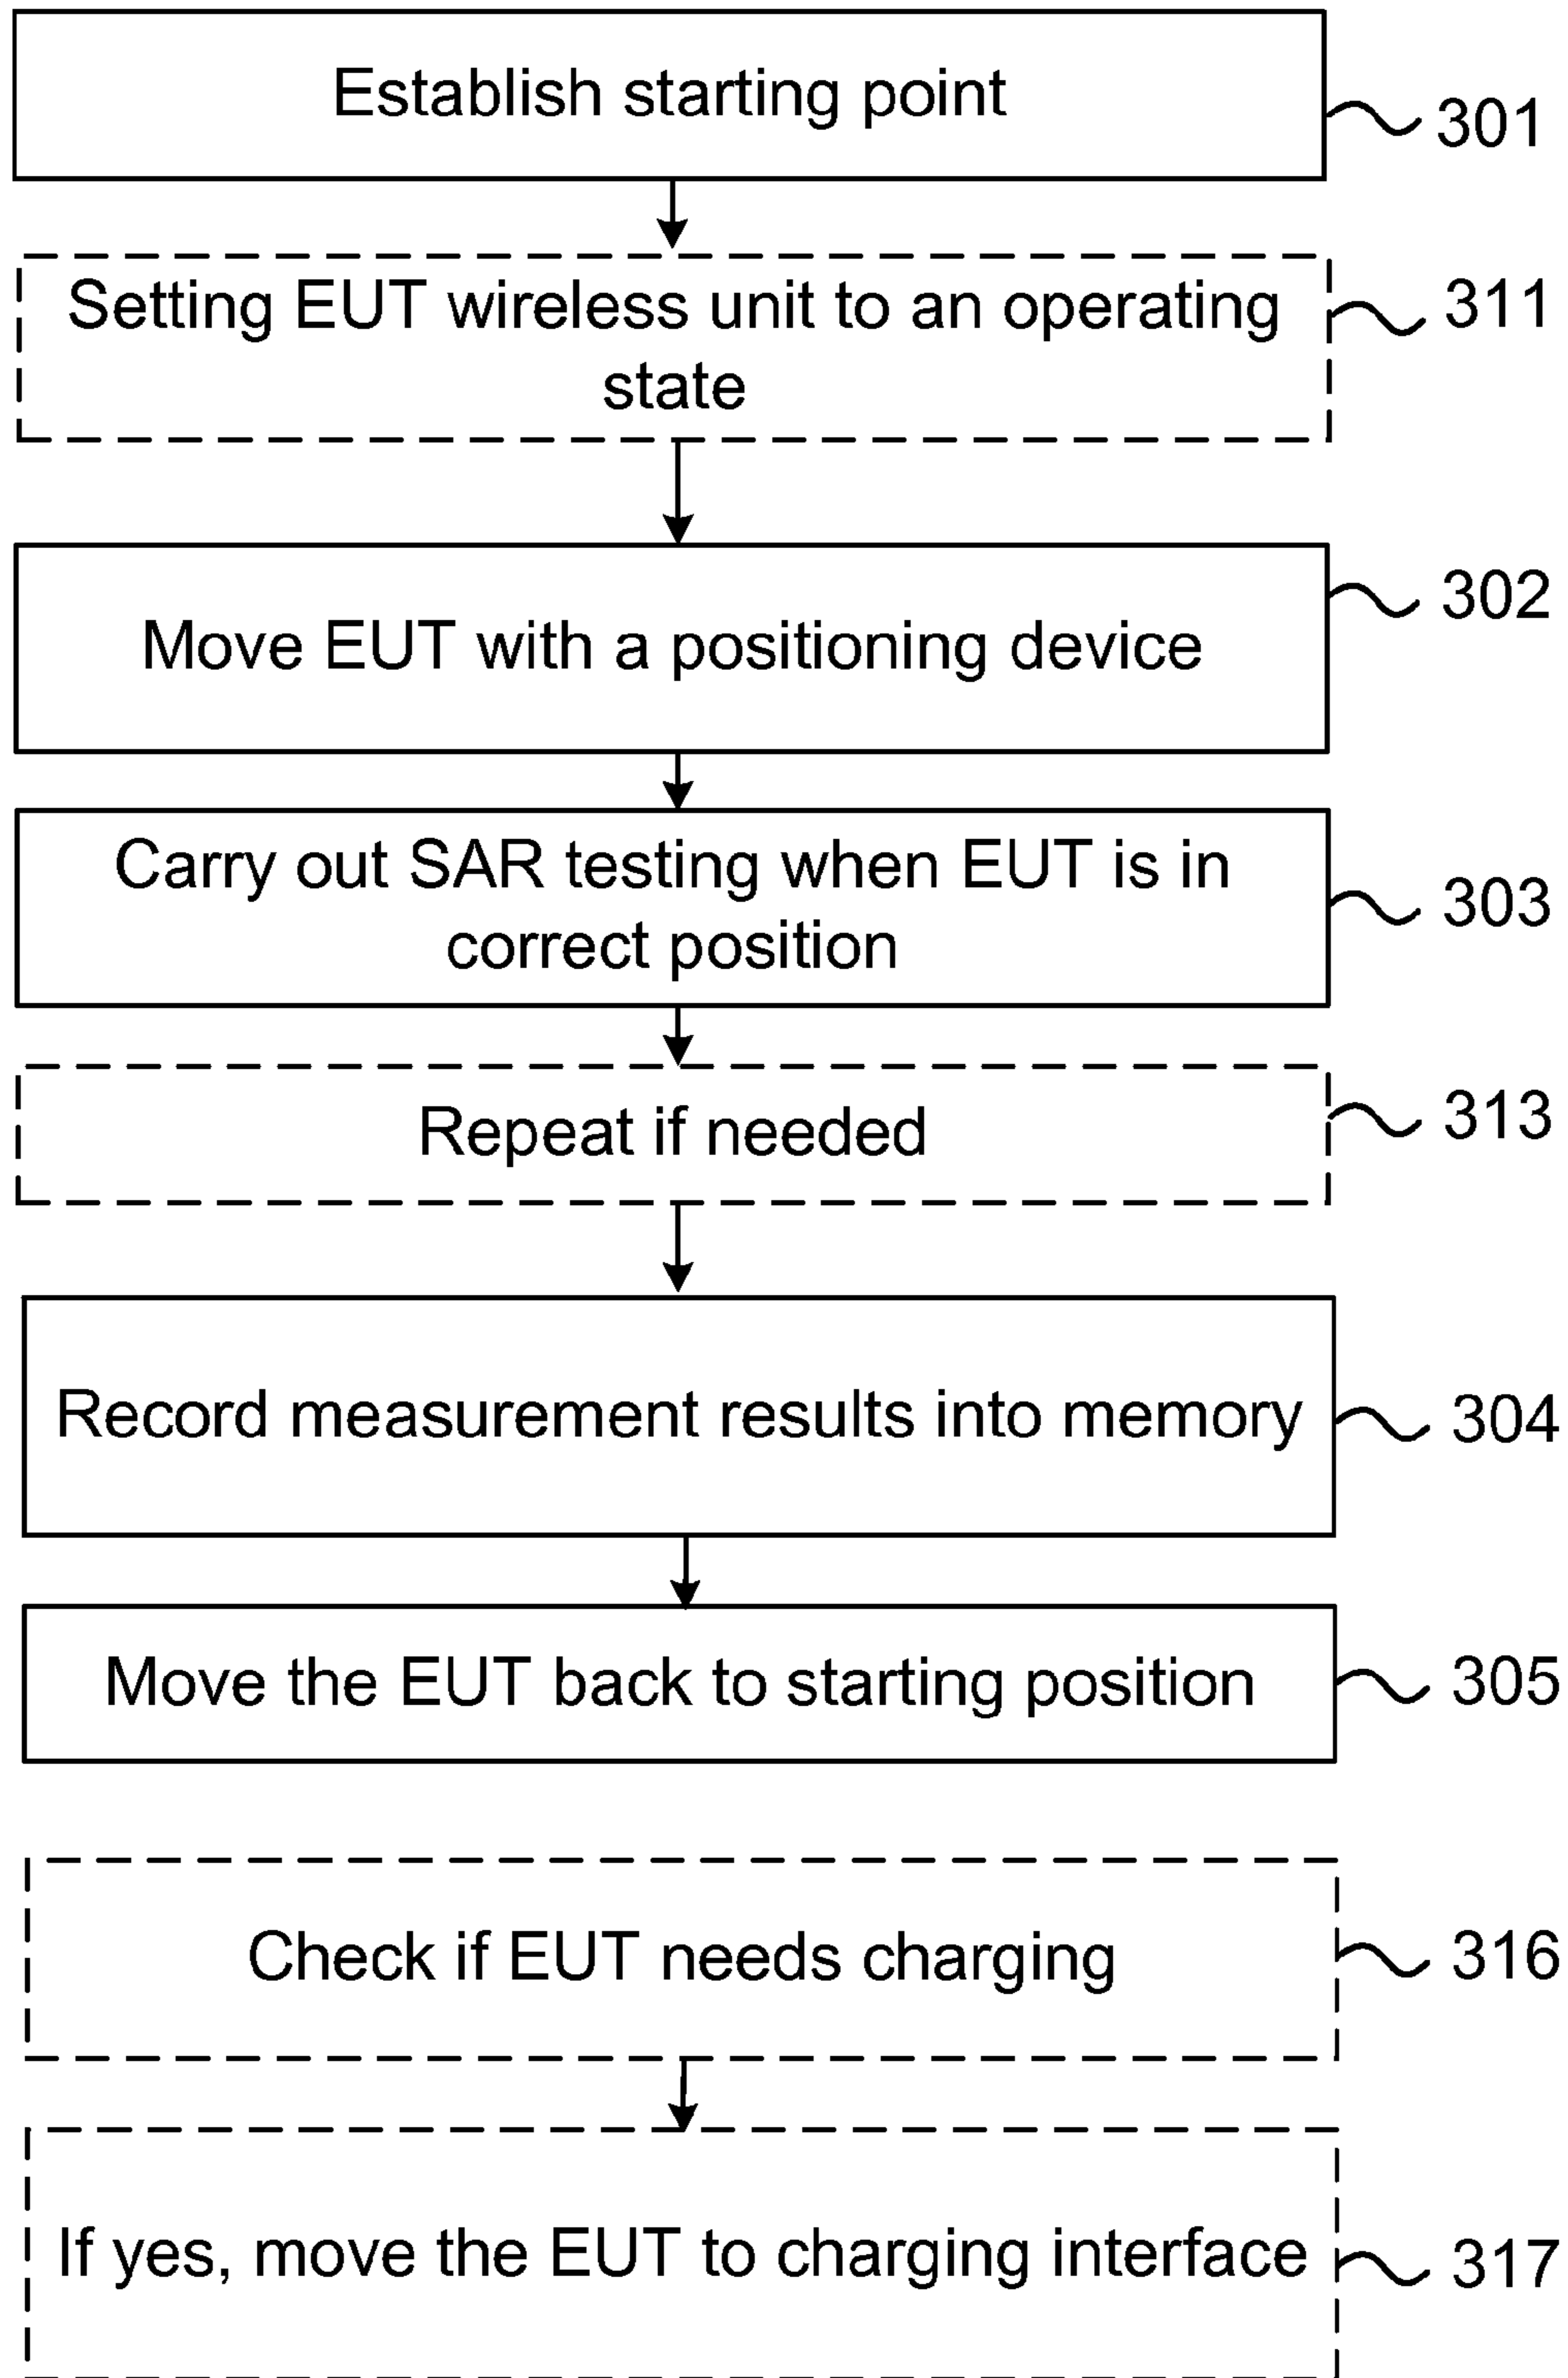 Establish starting point
301
Setting EUT wireless unit to an operating
state
311
Move EUT with a positioning device
302
Carry out SAR testing when EUT is in
correct position
303
Repeat if needed
313
Record measurement results into memory
304
Move the EUT back to starting position
305
Check if EUT needs charging
316
If yes, move the EUT to charging interface
317